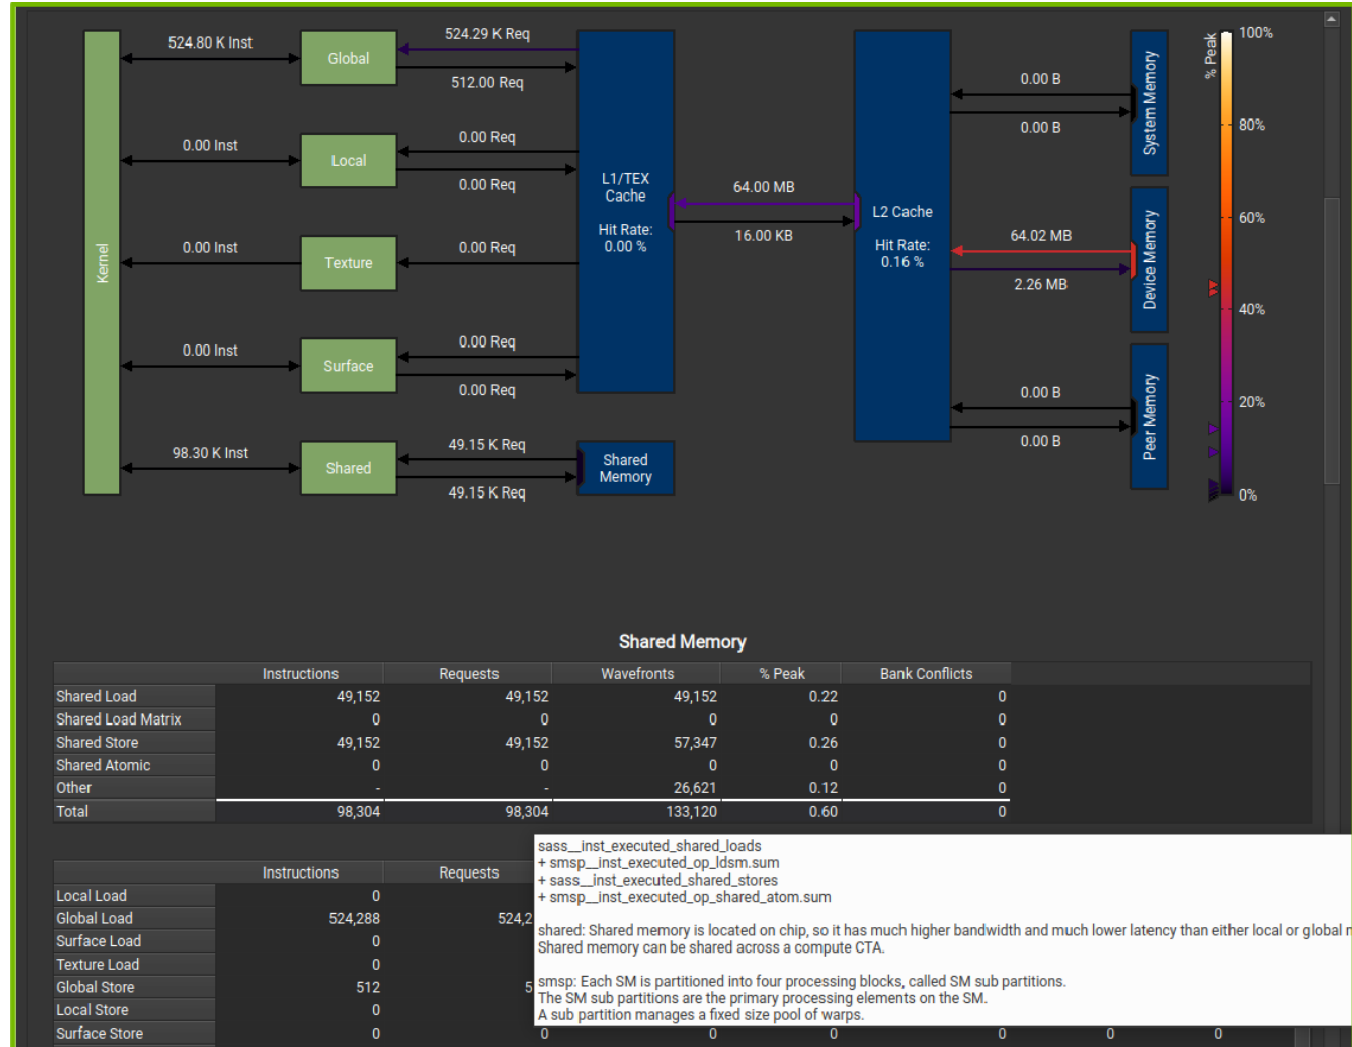 524.80 K Inst
Global
524.29 K Req
512.00 Req
0.00 Inst
Local
0.00 Req
0.00 Req
0.00 Inst
Texture
0.00 Req
0.00 Inst
Surface
0.00 Req
0.00 Req
98.30 K Inst
Shared
49.15 K Req
49.15 K Req
Kernel
L1/TEX
Cache
Hit Rate:
0.00 %
Shared
Memory
64.00 MB
16.00 KB
L2 Cache
Hit Rate:
0.16 %
0.00 B
0.00 B
System Memory
64.02 MB
2.26 MB
Device Memory
0.00 B
0.00 B
Peer Memory
% Peak
100%
80%
60%
40%
20%
0%
Shared Memory
Instructions Requests Wavefronts % Peak Bank Conflicts
Shared Load 49,152 49,152 49,152 0.22 0
Shared Load Matrix 0 0 0 0 0
Shared Store 49,152 49,152 57,347 0.26 0
Shared Atomic 0 0 0 0 0
Other - - 26,621 0.12 0
Total 98,304 98,304 133,120 0.60 0
Instructions Requests
Local Load 0
Global Load 524,288 524,2
Surface Load 0
Texture Load 0
Global Store 512 5
Local Store 0
Surface Store 0 0 0 0 0 0 0
sass__inst_executed_shared_loads
+ smsp__inst_executed_op_ldsm.sum
+ sass__inst_executed_shared_stores
+ smsp__inst_executed_op_shared_atom.sum
shared: Shared memory is located on chip, so it has much higher bandwidth and much lower latency than either local or global
Shared memory can be shared across a compute CTA.
smsp: Each SM is partitioned into four processing blocks, called SM sub partitions.
The SM sub partitions are the primary processing elements on the SM.
A sub partition manages a fixed size pool of warps.